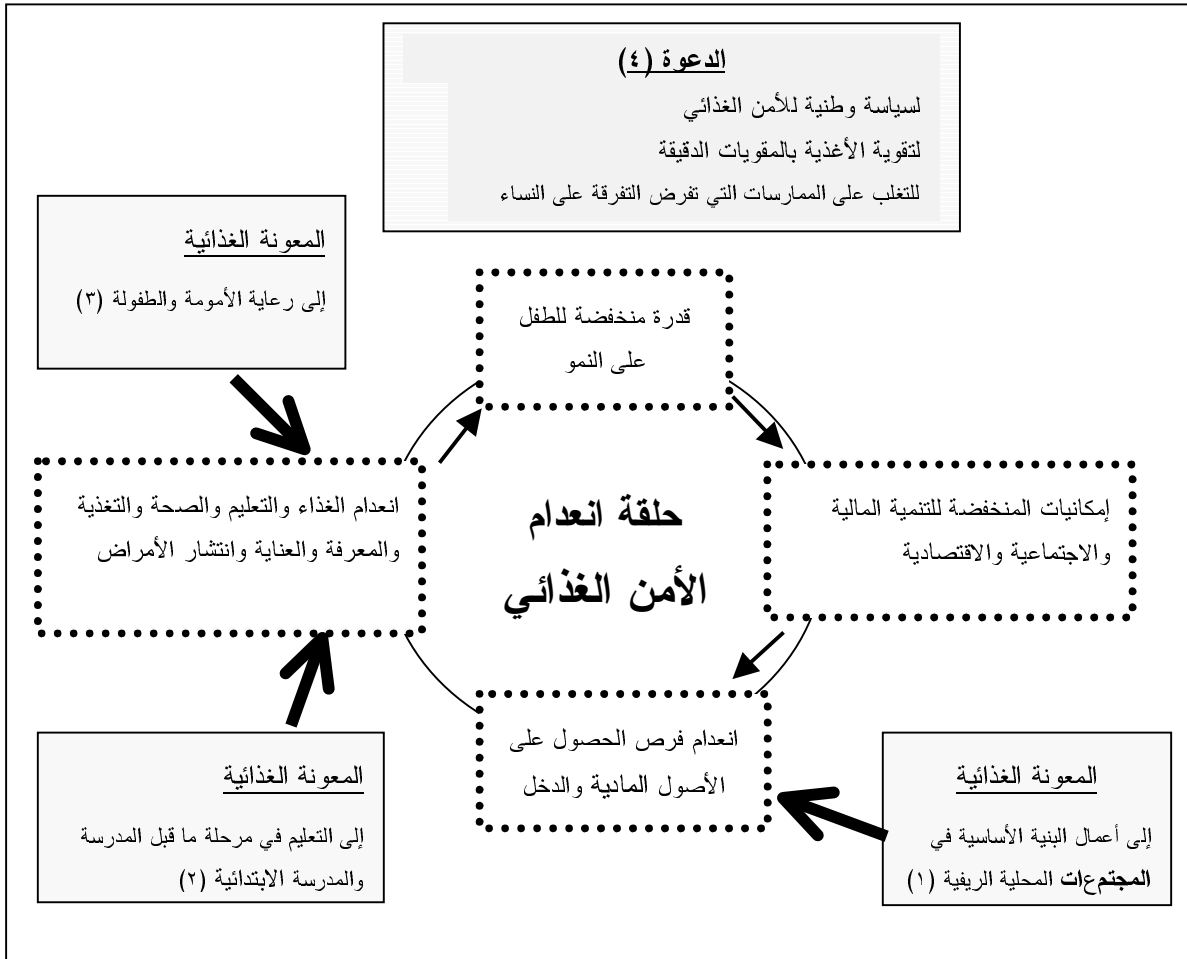 الدعوة (٤)
لسياسة وطنية للأمن الغذائي
لتقوية الأغذية بالمقويات الدقيقة
للتغلب على الممارسات التي تفرض التفرقة على النساء
المعونة الغذائية
إلى رعاية الأمومة والطفولة (٣)
قدرة منخفضة للطفل
على النمو
إمكانيات المنخفضة للتنمية المالية
والاجتماعية والاقتصادية
حلقة انعدام
الأمن الغذائي
انعدام الغذاء والتعليم والصحة والتغذية
والمعرفة والعناية وانتشار الأمراض
انعدام فرص الحصول على
الأصول المادية والدخل
المعونة الغذائية
إلى أعمال البنية الأساسية في
المجتمعات المحلية الريفية (١)
المعونة الغذائية
إلى التعليم في مرحلة ما قبل المدرسة
والمدرسة الابتدائية (٢)